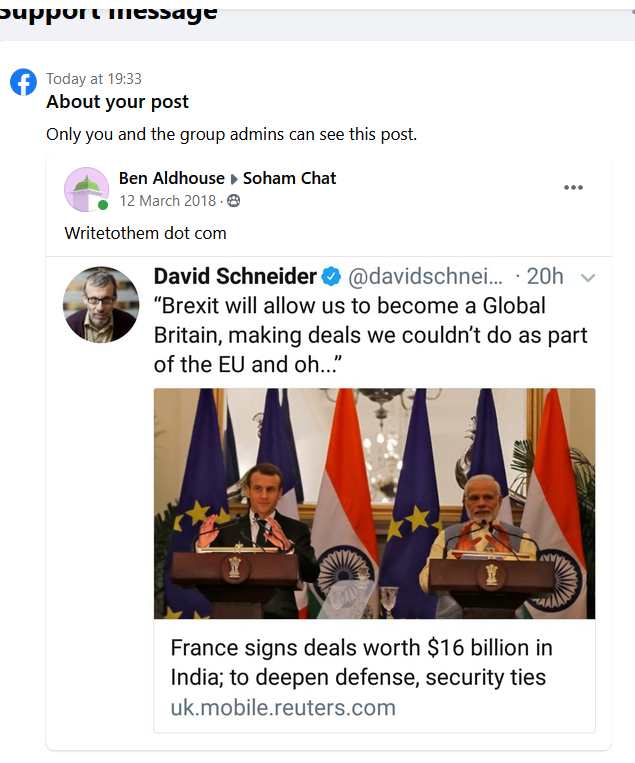 Support message
Today at 19:33
About your post
Only you and the group admins can see this post.
Ben Aldhouse ▸ Soham Chat
12 March 2018 ·
Writetothem dot com
David Schneider @davidschnei... · 20h
“Brexit will allow us to become a Global
Britain, making deals we couldn’t do as part
of the EU and oh...”
France signs deals worth $16 billion in
India; to deepen defense, security ties
uk.mobile.reuters.com